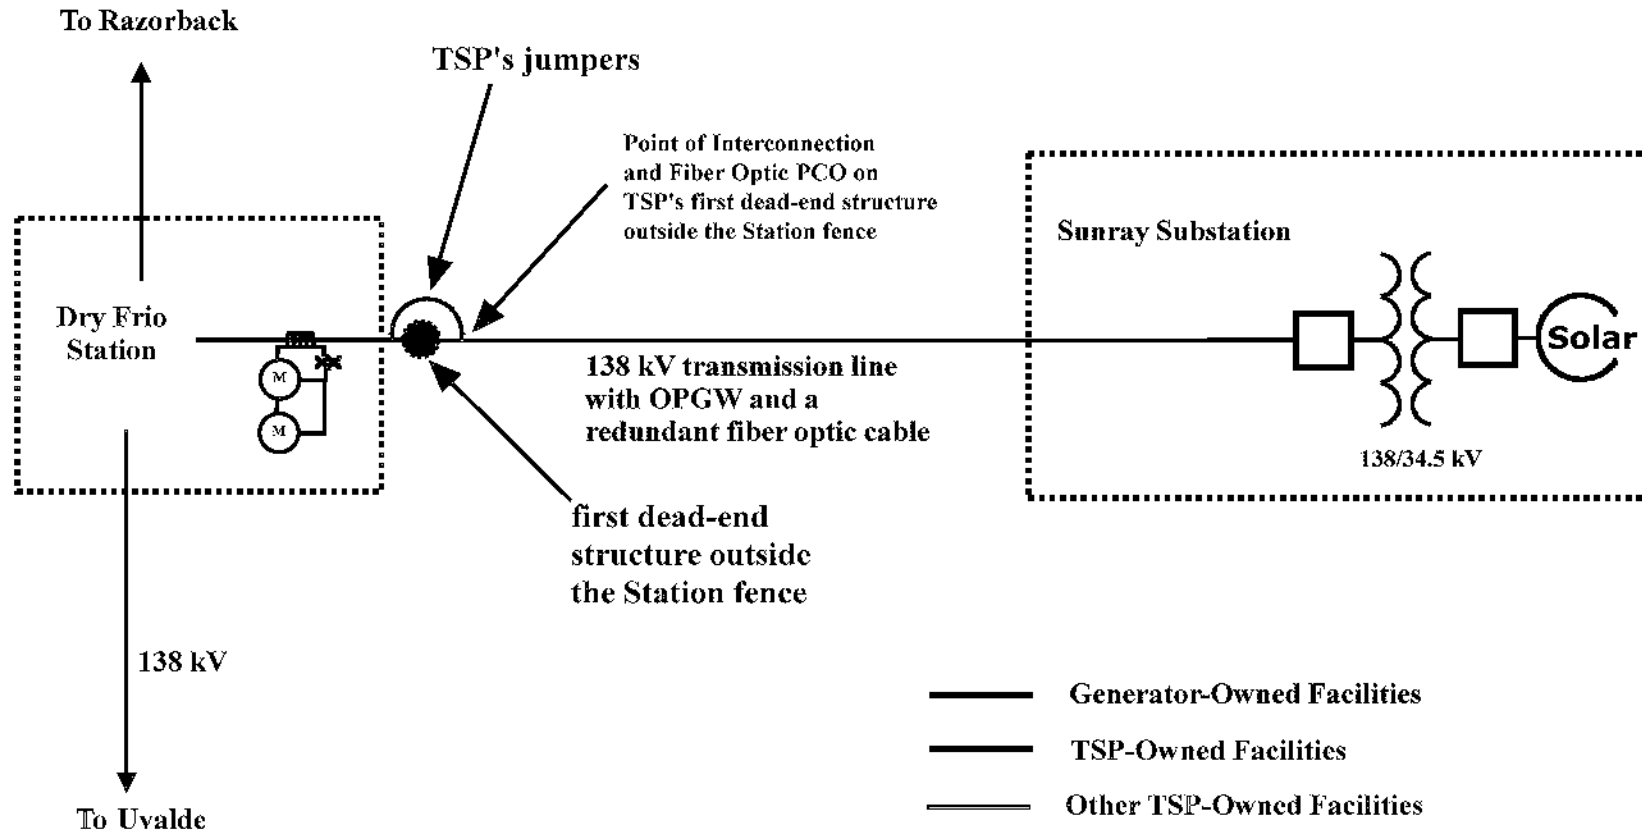 To Razorback
TSP's jumpers
Point of Interconnection
and Fiber Optic PCO on
TSP's first dead-end structure
outside the Station fence
Sunray Substation
Dry Frio
Station
M
M
Solar
138 kV transmission line
with OPGW and a
redundant fiber optic cable
138/34.5 kV
first dead-end
structure outside
the Station fence
138 kV
Generator-Owned Facilities
TSP-Owned Facilities
Other TSP-Owned Facilities
To Uvalde